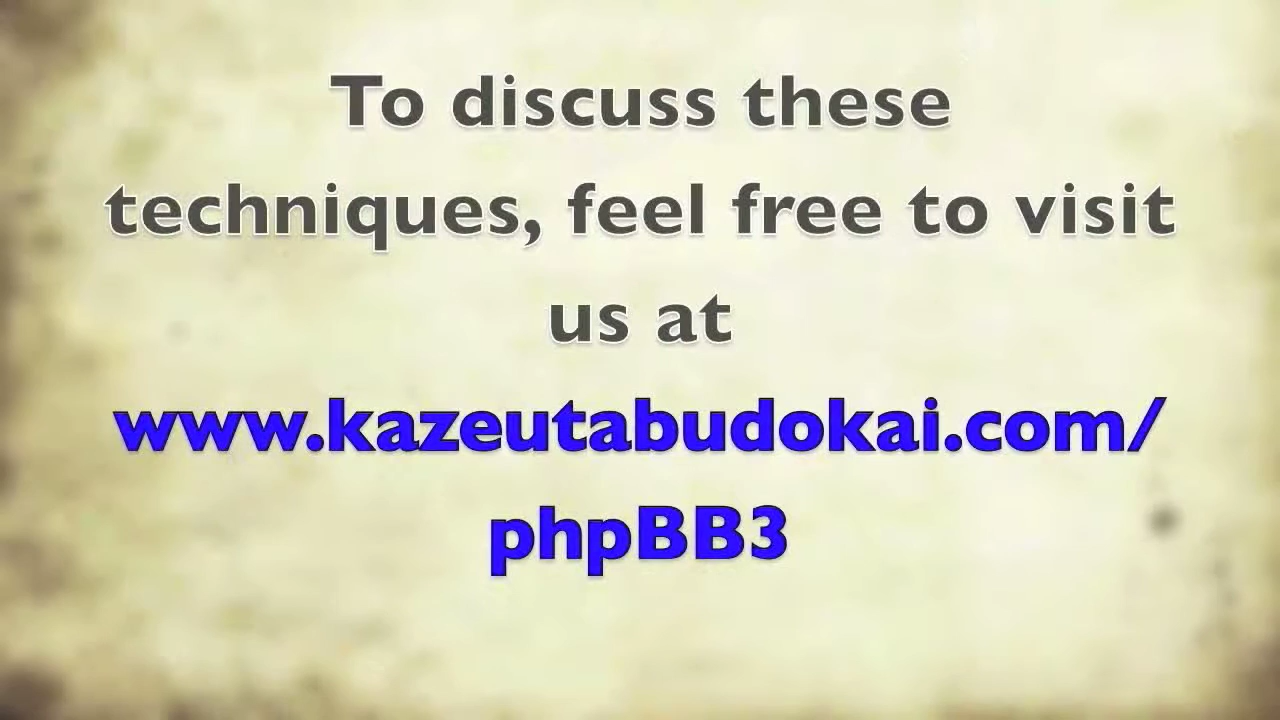 To discuss these
techniques, feel free to visit
us at
www.kazeutabudokai.com/
phpBB3